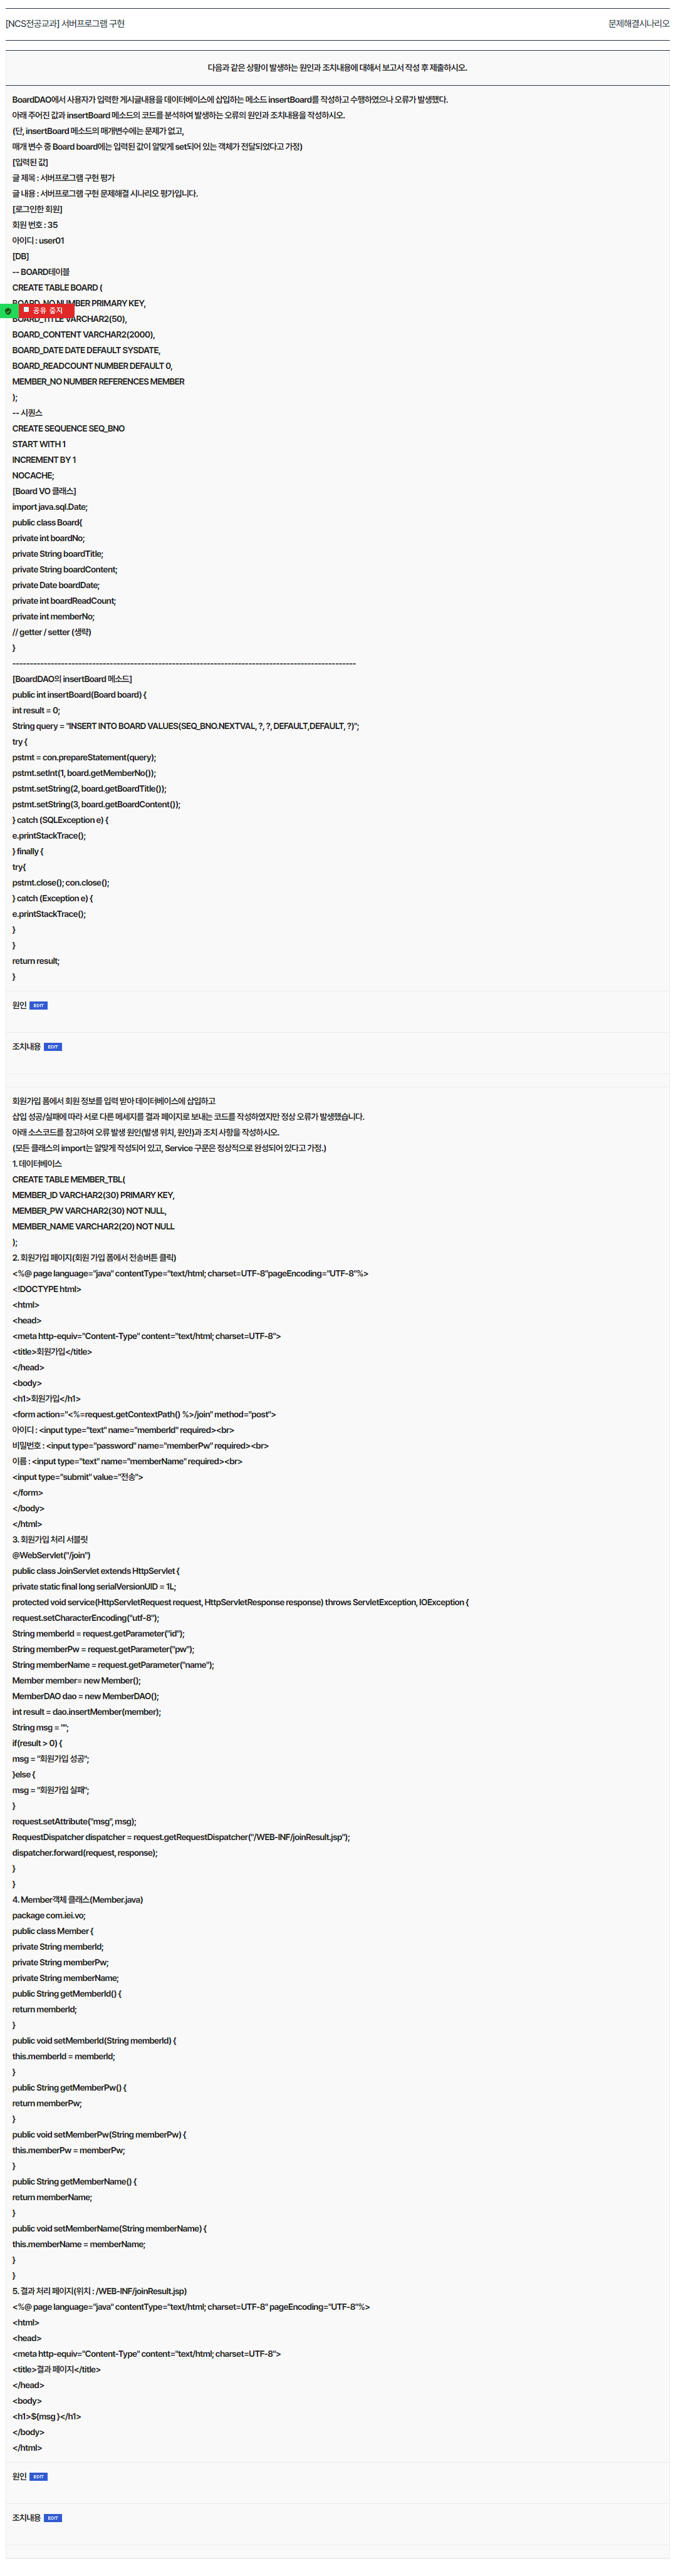 [NCS전공교과] 서버프로그램 구현
문제해결시나리오
다음과 같은 상황이 발생하는 원인과 조치내용에 대해서 보고서 작성 후 제출하시오.
BoardDAO에서 사용자가 입력한 게시글내용을 데이터베이스에 삽입하는 메소드 insertBoard를 작성하고 수행하였으나 오류가 발생했다.
아래 주어진 값과 insertBoard 메소드의 코드를 분석하여 발생하는 오류의 원인과 조치내용을 작성하시오.
(단, insertBoard 메소드의 매개변수에는 문제가 없고,
매개 변수 중 Board board에는 입력된 값이 알맞게 set되어 있는 객체가 전달되었다고 가정)
[입력된 값]
글 제목 : 서버프로그램 구현 평가
글 내용 : 서버프로그램 구현 문제해결 시나리오 평가입니다.
[로그인한 회원]
회원 번호 : 35
아이디 : user01
[DB]
-- BOARD테이블
CREATE TABLE BOARD (
BOARD_NO NUMBER PRIMARY KEY,
공유 중지
BOARD_TITLE VARCHAR2(50),
BOARD_CONTENT VARCHAR2(2000),
BOARD_DATE DATE DEFAULT SYSDATE,
BOARD_READCOUNT NUMBER DEFAULT 0,
MEMBER_NO NUMBER REFERENCES MEMBER
);
-- 시퀀스
CREATE SEQUENCE SEQ_BNO
START WITH 1
INCREMENT BY 1
NOCACHE;
[Board VO 클래스]
import java.sql.Date;
public class Board{
private int boardNo;
private String boardTitle;
private String boardContent;
private Date boardDate;
private int boardReadCount;
private int memberNo;
// getter / setter (생략)
}
---------------------------------------------------------------------------------------------------
[BoardDAO의 insertBoard 메소드]
public int insertBoard(Board board) {
int result = 0;
String query = "INSERT INTO BOARD VALUES(SEQ_BNO.NEXTVAL, ?, ?, DEFAULT,DEFAULT, ?)";
try {
pstmt = con.prepareStatement(query);
pstmt.setInt(1, board.getMemberNo());
pstmt.setString(2, board.getBoardTitle());
pstmt.setString(3, board.getBoardContent());
} catch (SQLException e) {
e.printStackTrace();
} finally {
try{
pstmt.close(); con.close();
} catch (Exception e) {
e.printStackTrace();
}
}
return result;
}
원인 EDIT
조치내용 EDIT
회원가입 폼에서 회원 정보를 입력 받아 데이터베이스에 삽입하고
삽입 성공/실패에 따라 서로 다른 메세지를 결과 페이지로 보내는 코드를 작성하였지만 정상 오류가 발생했습니다.
아래 소스코드를 참고하여 오류 발생 원인(발생 위치, 원인)과 조치 사항을 작성하시오.
(모든 클래스의 import는 알맞게 작성되어 있고, Service 구문은 정상적으로 완성되어 있다고 가정.)
1. 데이터베이스
CREATE TABLE MEMBER_TBL(
MEMBER_ID VARCHAR2(30) PRIMARY KEY,
MEMBER_PW VARCHAR2(30) NOT NULL,
MEMBER_NAME VARCHAR2(20) NOT NULL
);
2. 회원가입 페이지(회원 가입 폼에서 전송버튼 클릭)
<%@ page language="java" contentType="text/html; charset=UTF-8"pageEncoding="UTF-8"%>
<!DOCTYPE html>
<html>
<head>
<meta http-equiv="Content-Type" content="text/html; charset=UTF-8">
<title>회원가입</title>
</head>
<body>
<h1>회원가입</h1>
<form action="<%=request.getContextPath() %>/join" method="post">
아이디 : <input type="text" name="memberId" required><br>
비밀번호 : <input type="password" name="memberPw" required><br>
이름 : <input type="text" name="memberName" required><br>
<input type="submit" value="전송">
</form>
</body>
</html>
3. 회원가입 처리 서블릿
@WebServlet("/join")
public class JoinServlet extends HttpServlet {
private static final long serialVersionUID = 1L;
protected void service(HttpServletRequest request, HttpServletResponse response) throws ServletException, IOException {
request.setCharacterEncoding("utf-8");
String memberId = request.getParameter("id");
String memberPw = request.getParameter("pw");
String memberName = request.getParameter("name");
Member member= new Member();
MemberDAO dao = new MemberDAO();
int result = dao.insertMember(member);
String msg = "";
if(result > 0) {
msg = "회원가입 성공";
}else {
msg = "회원가입 실패";
}
request.setAttribute("msg", msg);
RequestDispatcher dispatcher = request.getRequestDispatcher("/WEB-INF/joinResult.jsp");
dispatcher.forward(request, response);
}
}
4. Member객체 클래스(Member.java)
package com.iei.vo;
public class Member {
private String memberId;
private String memberPw;
private String memberName;
public String getMemberId() {
return memberId;
}
public void setMemberId(String memberId) {
this.memberId = memberId;
}
public String getMemberPw() {
return memberPw;
}
public void setMemberPw(String memberPw) {
this.memberPw = memberPw;
}
public String getMemberName() {
return memberName;
}
public void setMemberName(String memberName) {
this.memberName = memberName;
}
}
5. 결과 처리 페이지(위치 : /WEB-INF/joinResult.jsp)
<%@ page language="java" contentType="text/html; charset=UTF-8" pageEncoding="UTF-8"%>
<html>
<head>
<meta http-equiv="Content-Type" content="text/html; charset=UTF-8">
<title>결과 페이지</title>
</head>
<body>
<h1>${msg }</h1>
</body>
</html>
원인 EDIT
조치내용 EDIT